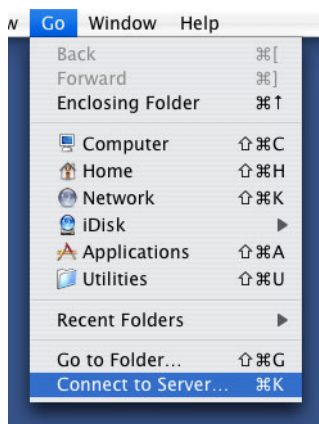 w Go Window Help
Back ⌘[
Forward ⌘]
Enclosing Folder ⌘↑
Computer ⇧⌘C
Home ⇧⌘H
Network ⇧⌘K
iDisk
Applications ⇧⌘A
Utilities ⇧⌘U
Recent Folders
Go to Folder... ⇧⌘G
Connect to Server... ⌘K